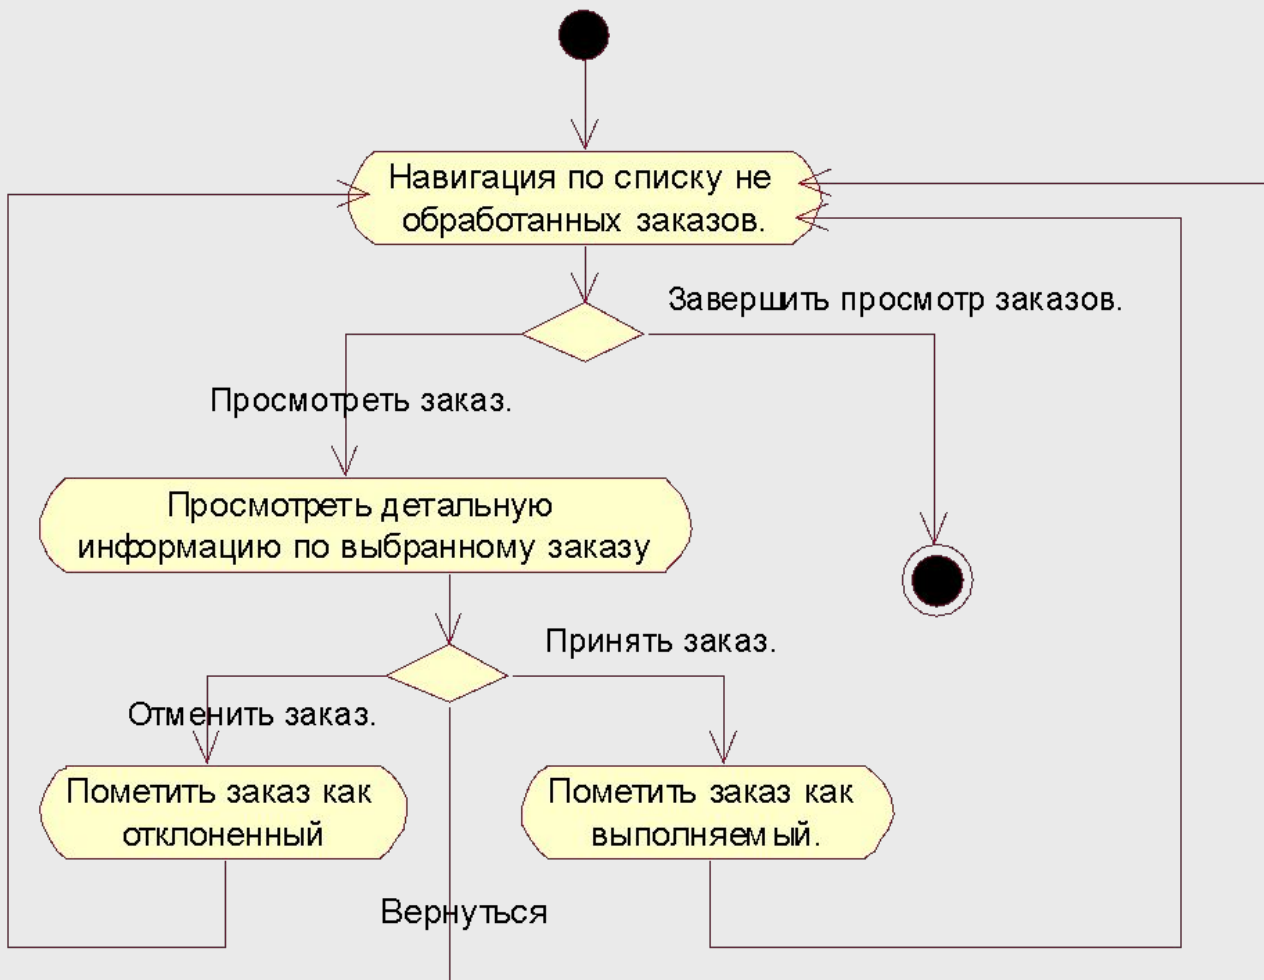 Навигация по списку не
обработанных заказов.
Завершить просмотр заказов.
Просмотреть заказ.
Просмотреть детальную
информацию по выбранному заказу
Принять заказ.
Отменить заказ.
Пометить заказ как
отклоненный
Пометить заказ как
выполняемый.
Вернуться